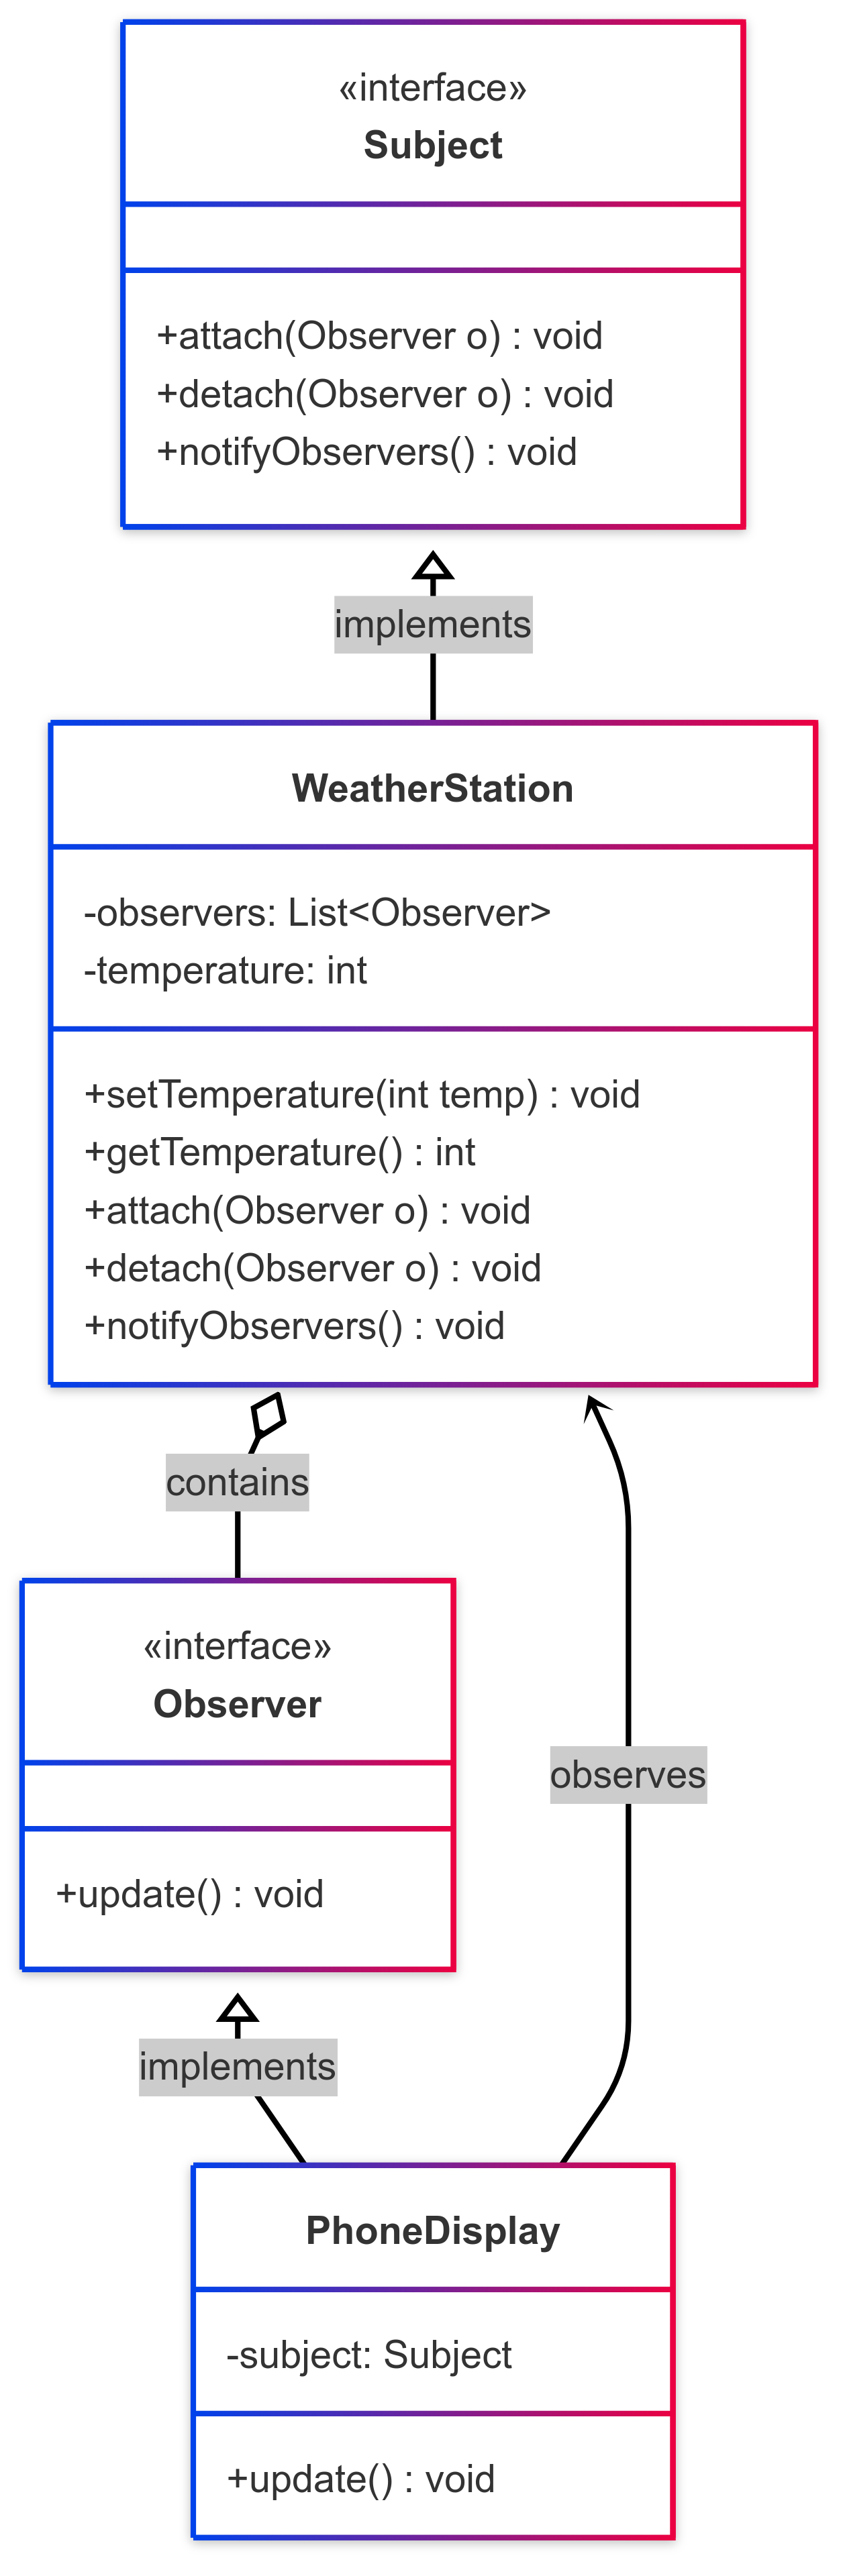 «interface»
Subject
+attach(Observer o) : void
+detach(Observer o) : void
+notifyObservers() : void
implements
WeatherStation
-observers: List<Observer>
-temperature: int
+setTemperature(int temp) : void
+getTemperature() : int
+attach(Observer o) : void
+detach(Observer o) : void
+notifyObservers() : void
contains
«interface»
Observer
observes
+update() : void
implements
PhoneDisplay
-subject: Subject
+update() : void